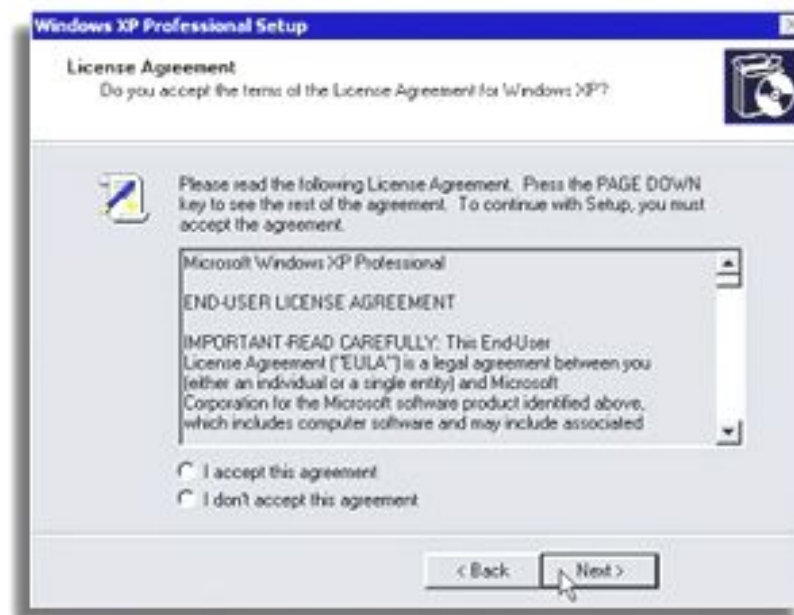 Windows XP Professional Setup
License Agreement
Do you accept the terms of the License Agreement for Windows XP?
Please read the following License Agreement. Press the PAGE DOWN
key to see the rest of the agreement. To continue with Setup, you must
accept the agreement.
Microsoft Windows XP Professional
END-USER LICENSE AGREEMENT
IMPORTANT-READ CAREFULLY: This End-User
License Agreement ("EULA") is a legal agreement between you
(either an individual or a single entity) and Microsoft
Corporation for the Microsoft software product identified above,
which includes computer software and may include associated
I accept this agreement
I don't accept this agreement
< Back
Next >